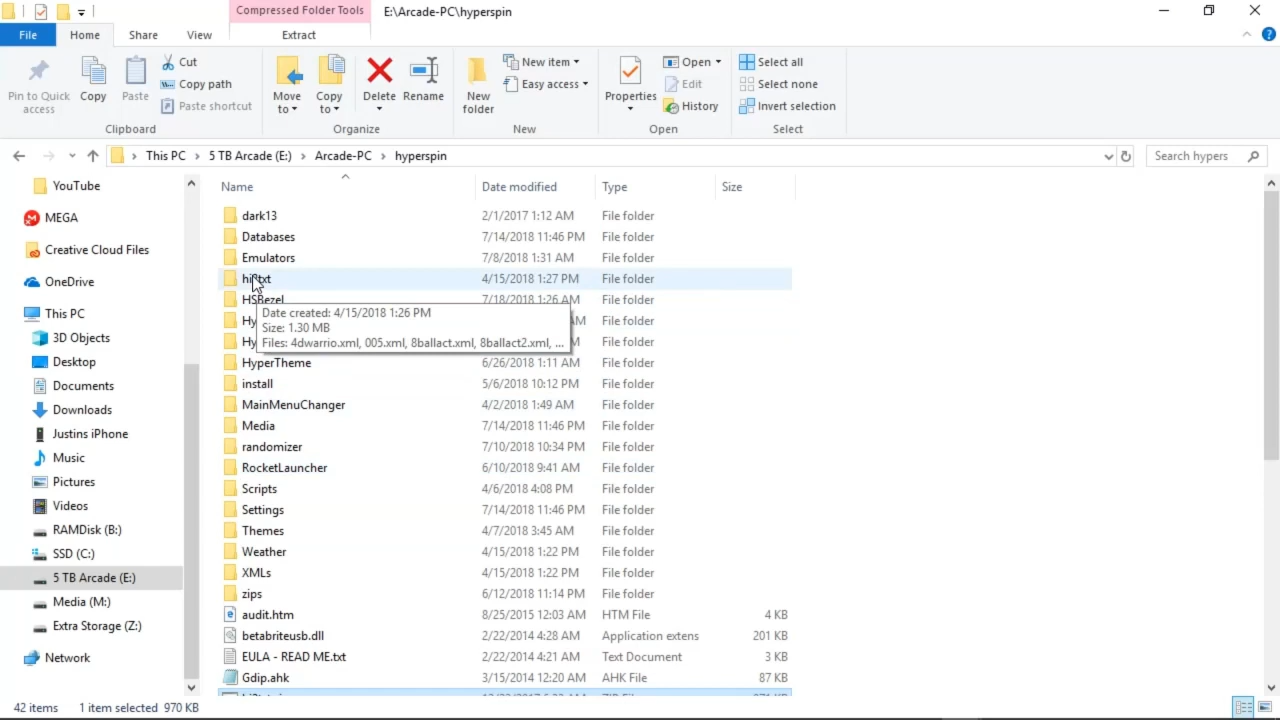 Compressed Folder Tools
E:\Arcade-PC\hyperspin
File
Home
Share
View
Extract
Pin to Quick access
Copy
Paste
Cut
Copy path
Paste shortcut
Move to
Copy to
Delete
Rename
New folder
New item
Easy access
Properties
Open
Edit
History
Select all
Select none
Invert selection
Clipboard
Organize
New
Open
Select
This PC > 5 TB Arcade (E:) > Arcade-PC > hyperspin
Search hypers
YouTube
MEGA
Creative Cloud Files
OneDrive
This PC
3D Objects
Desktop
Documents
Downloads
Justins iPhone
Music
Pictures
Videos
RAMDisk (B:)
SSD (C:)
5 TB Arcade (E:)
Media (M:)
Extra Storage (Z:)
Network
Name Date modified Type Size
dark13 2/1/2017 1:12 AM File folder
Databases 7/14/2018 11:46 PM File folder
Emulators 7/8/2018 1:31 AM File folder
4/15/2018 1:27 PM File folder
HSBezel 7/18/2018 1:26 AM File folder
Date created: 4/15/2018 1:26 PM
Size: 1.30 MB
Files: 4dwarrio.xml, 005.xml, 8ballact.xml, 8ballact2.xml, ...
Hy AM File folder
Hy M File folder
HyperTheme 6/26/2018 1:11 AM File folder
install 5/6/2018 10:12 PM File folder
MainMenuChanger 4/2/2018 1:49 AM File folder
Media 7/14/2018 11:46 PM File folder
randomizer 7/10/2018 10:34 PM File folder
RocketLauncher 6/10/2018 9:41 AM File folder
Scripts 4/6/2018 4:08 PM File folder
Settings 7/14/2018 11:46 PM File folder
Themes 4/7/2018 3:45 AM File folder
Weather 4/15/2018 1:22 PM File folder
XMLs 4/15/2018 1:22 PM File folder
zips 6/12/2018 11:14 PM File folder
audit.htm 8/25/2015 12:03 AM HTM File 4 KB
betabriteusb.dll 2/22/2014 4:28 AM Application extens 201 KB
EULA - READ ME.txt 2/22/2014 4:21 AM Text Document 3 KB
Gdip.ahk 3/15/2014 12:20 AM AHK File 87 KB
42 items 1 item selected 970 KB